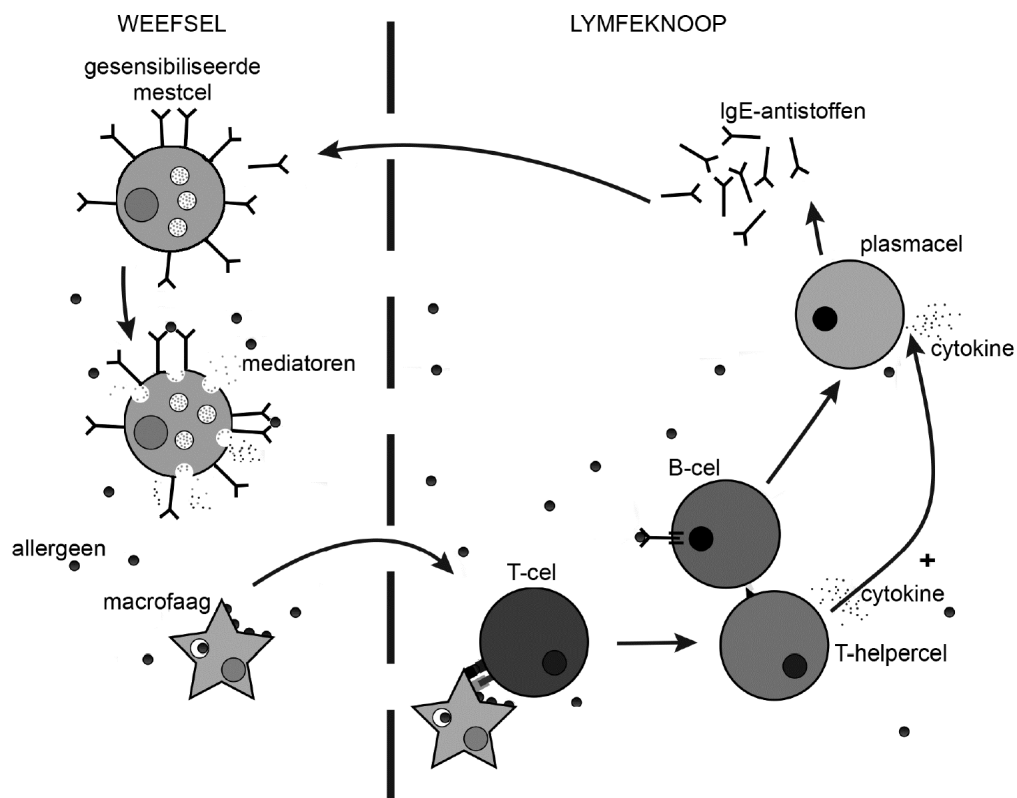 WEEFSEL
LYMFEKNOOP
gesensibiliseerde
mestcel
IgE-antistoffen
plasmacel
cytokine
mediatoren
B-cel
allergeen
macrofaag
T-cel
+
cytokine
T-helpercel